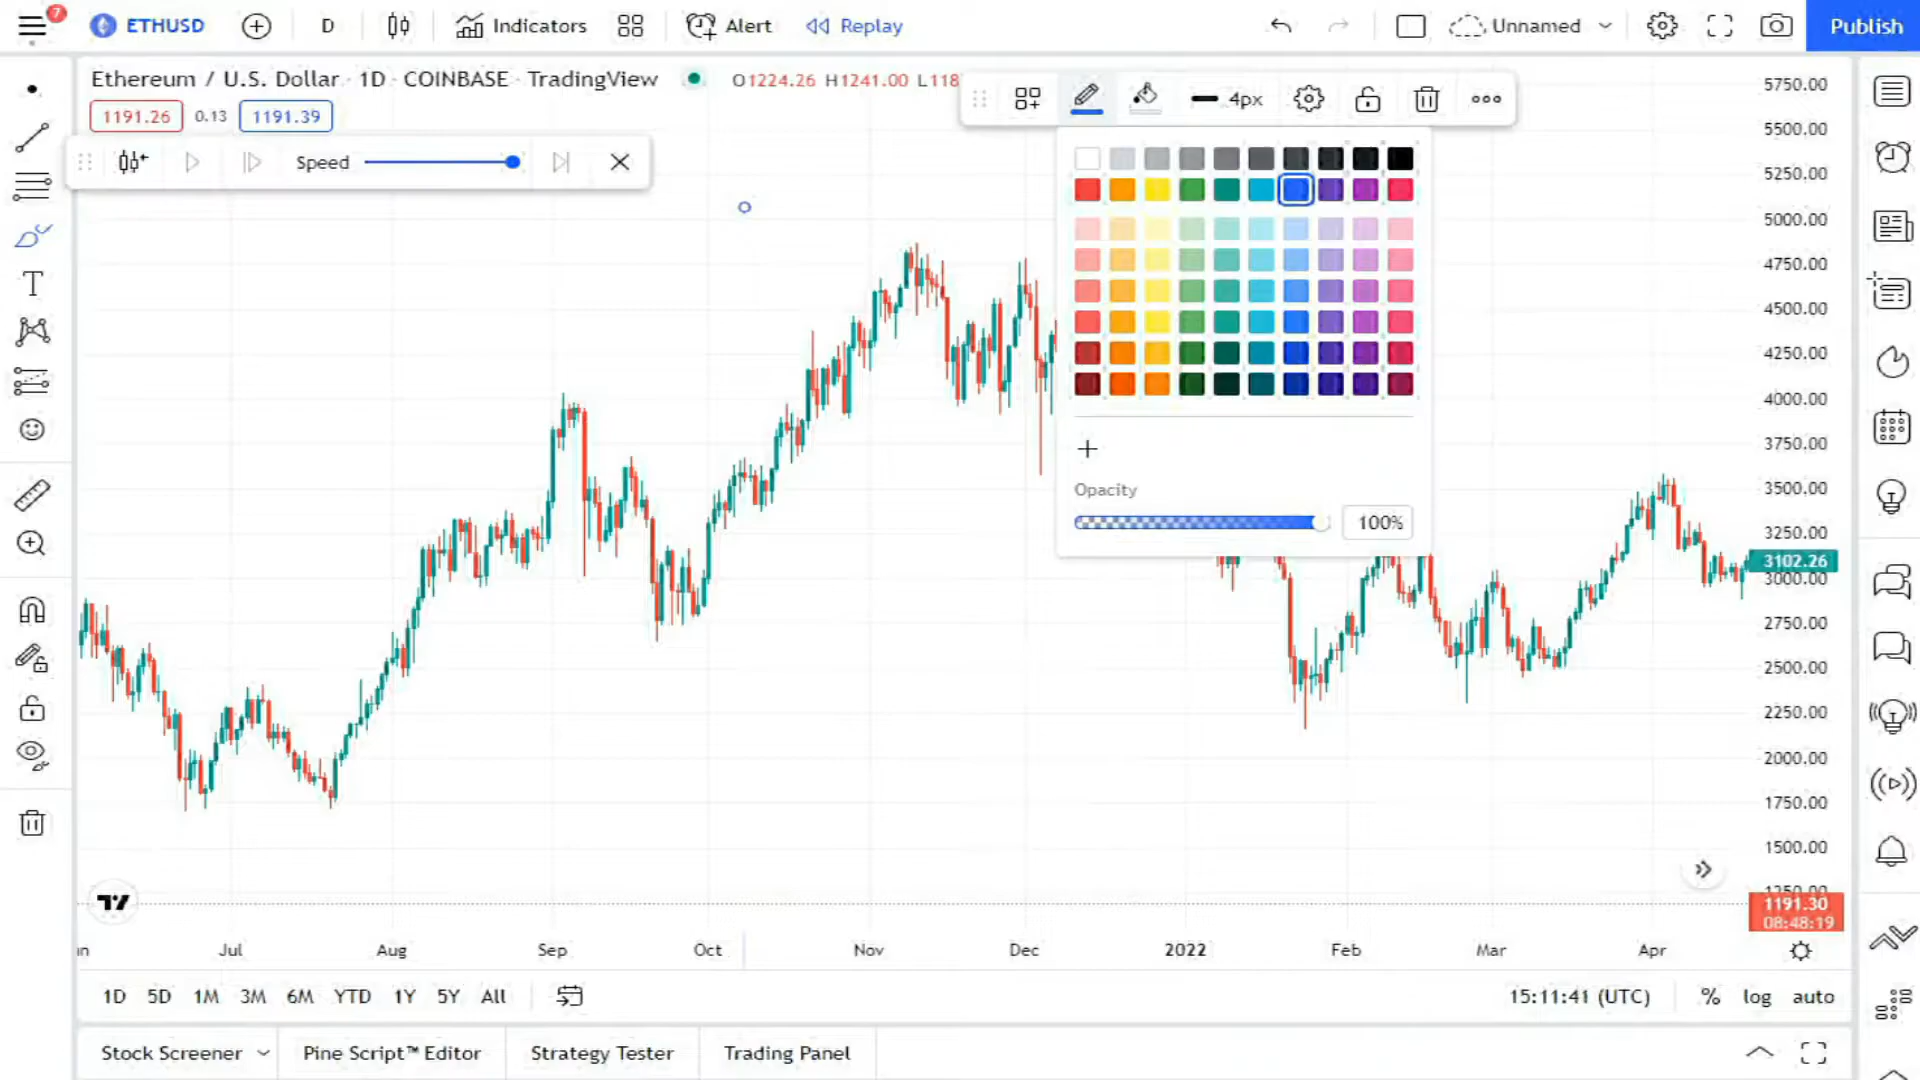 7
ETHUSD
D
Indicators
Alert
Replay
Unnamed
Publish
Ethereum / U.S. Dollar · 1D · COINBASE · TradingView
O1224.26 H1241.00 L118
1191.26
0.13
1191.39
4px
Speed
T
Opacity
100%
5750.00
5500.00
5250.00
5000.00
4750.00
4500.00
4250.00
4000.00
3750.00
3500.00
3250.00
3102.26
3000.00
2750.00
2500.00
2250.00
2000.00
1750.00
1500.00
1250.00
1191.30
08:48:19
Jul
Aug
Sep
Oct
Nov
Dec
2022
Feb
Mar
Apr
1D 5D 1M 3M 6M YTD 1Y 5Y All
15:11:41 (UTC)
% log auto
Stock Screener
Pine Script™ Editor
Strategy Tester
Trading Panel